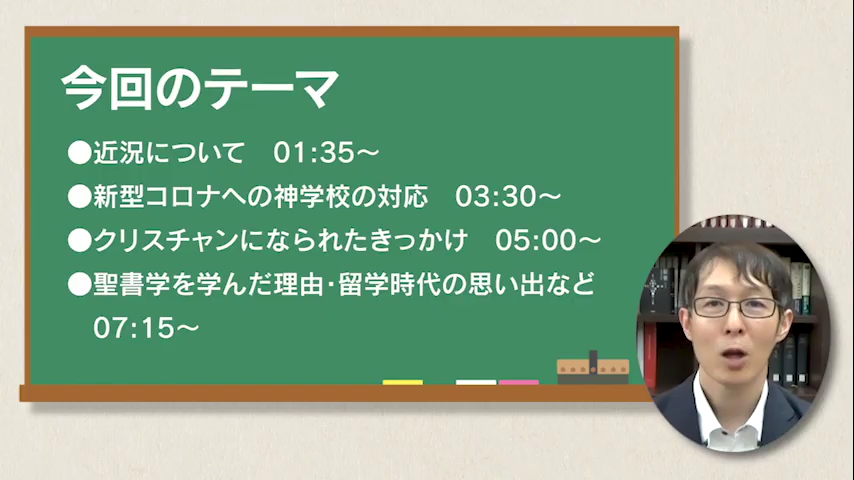 今回のテーマ
●近況について 01:35〜
●新型コロナへの神学校の対応 03:30〜
●クリスチャンになられたきっかけ 05:00〜
●聖書学を学んだ理由・留学時代の思い出など
07:15〜